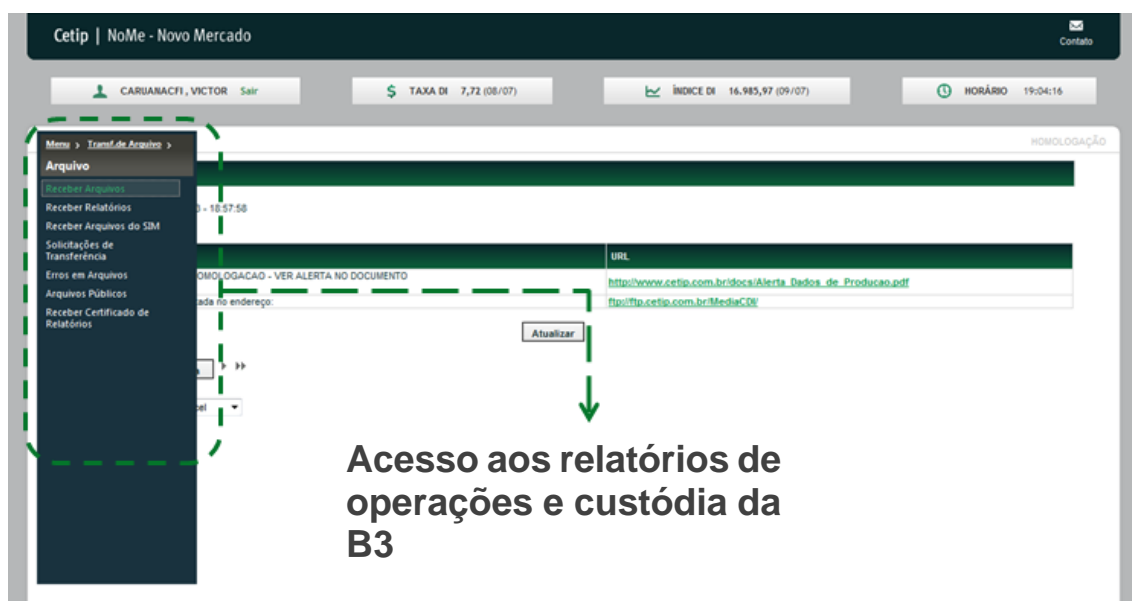 Cetip | NoMe - Novo Mercado
Contato
CARUANACFI, VICTOR Sair
TAXA DI 7,72 (08/07)
ÍNDICE DI 16.985,97 (09/07)
HORÁRIO 19:04:16
Menu > Transf.de Arquivo >
HOMOLOGAÇÃO
Arquivo
Receber Arquivos
Receber Relatórios
- 18:57:58
Receber Arquivos do SIM
Solicitações de
Transferência
URL
Erros em Arquivos
OMOLOGACAO - VER ALERTA NO DOCUMENTO
http://www.cetip.com.br/docs/Alerta_Dados_de_Producao.pdf
Arquivos Públicos
tada no endereço:
ftp://ftp.cetip.com.br/MediaCDI/
Receber Certificado de
Relatórios
Atualizar
cel
Acesso aos relatórios de
operações e custódia da
B3